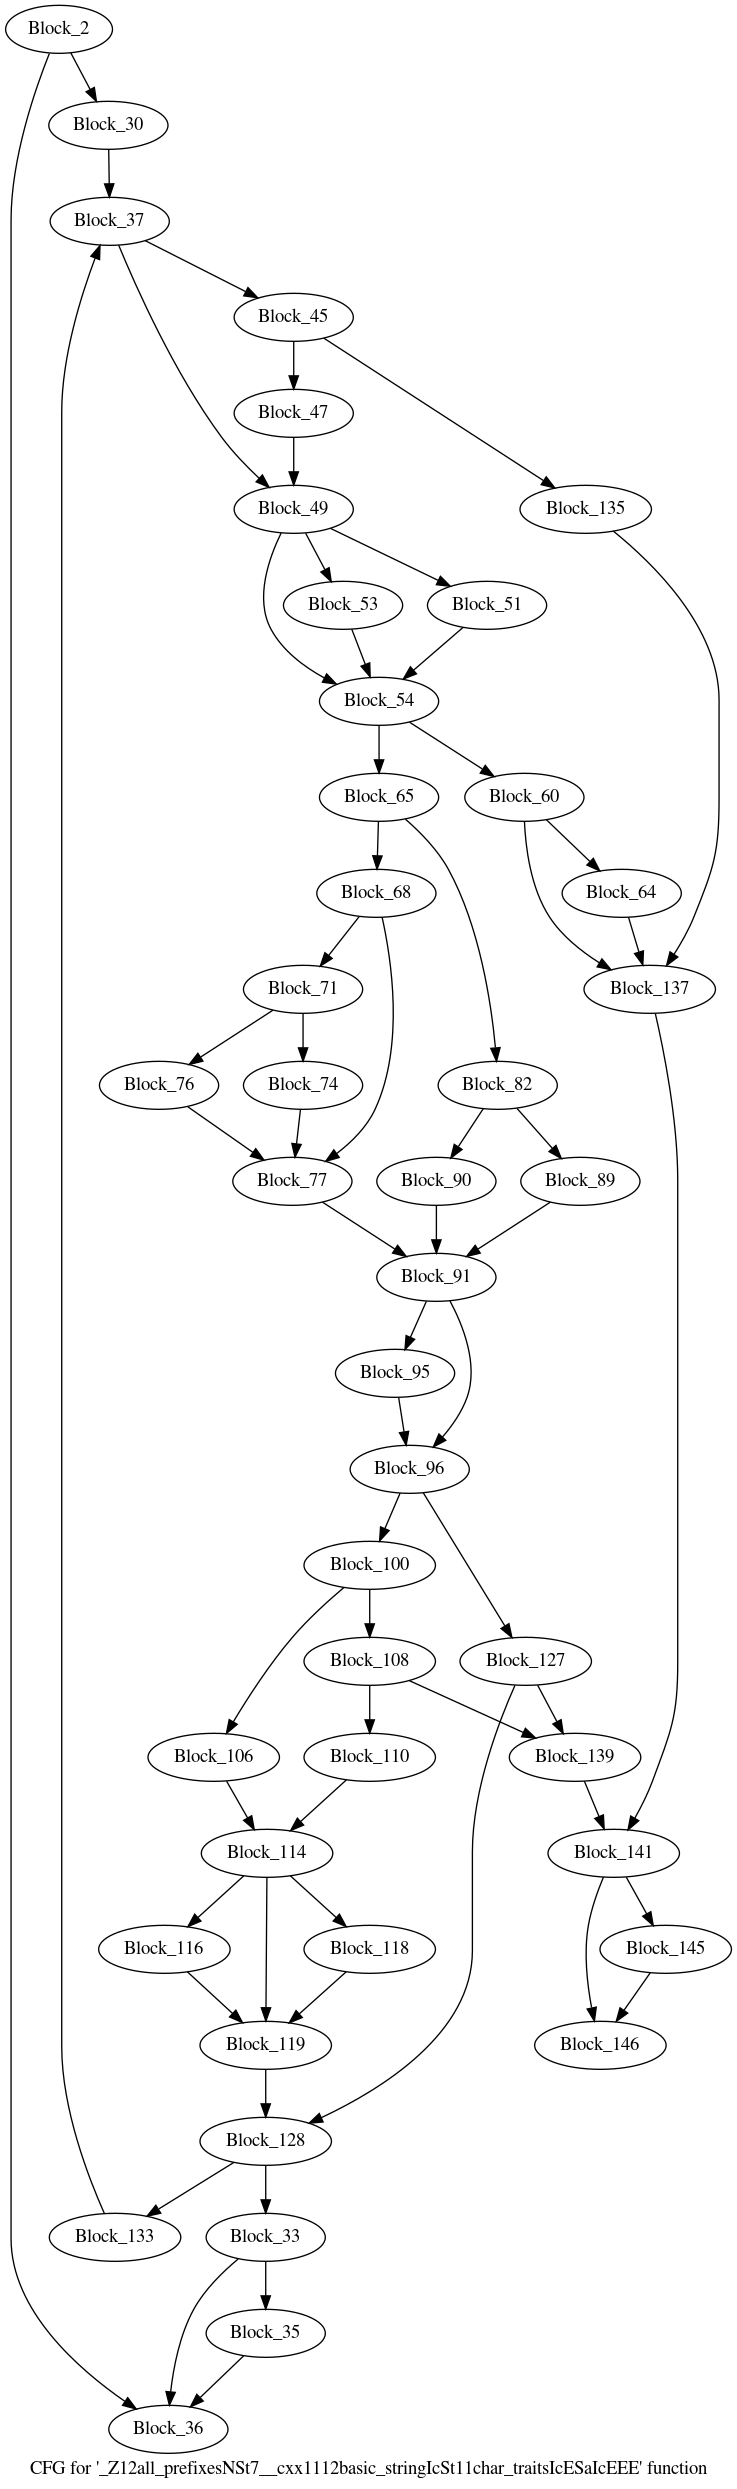 Block_2
Block_30
Block_37
Block_45
Block_47
Block_49
Block_135
Block_53
Block_51
Block_54
Block_65
Block_60
Block_68
Block_64
Block_71
Block_137
Block_76
Block_74
Block_82
Block_77
Block_90
Block_89
Block_91
Block_95
Block_96
Block_100
Block_108
Block_127
Block_106
Block_110
Block_139
Block_114
Block_141
Block_116
Block_118
Block_145
Block_119
Block_146
Block_128
Block_133
Block_33
Block_35
Block_36
CFG for '_Z12all_prefixesNSt7__cxx1112basic_stringIcSt11char_traitsIcESaIcEEE' function